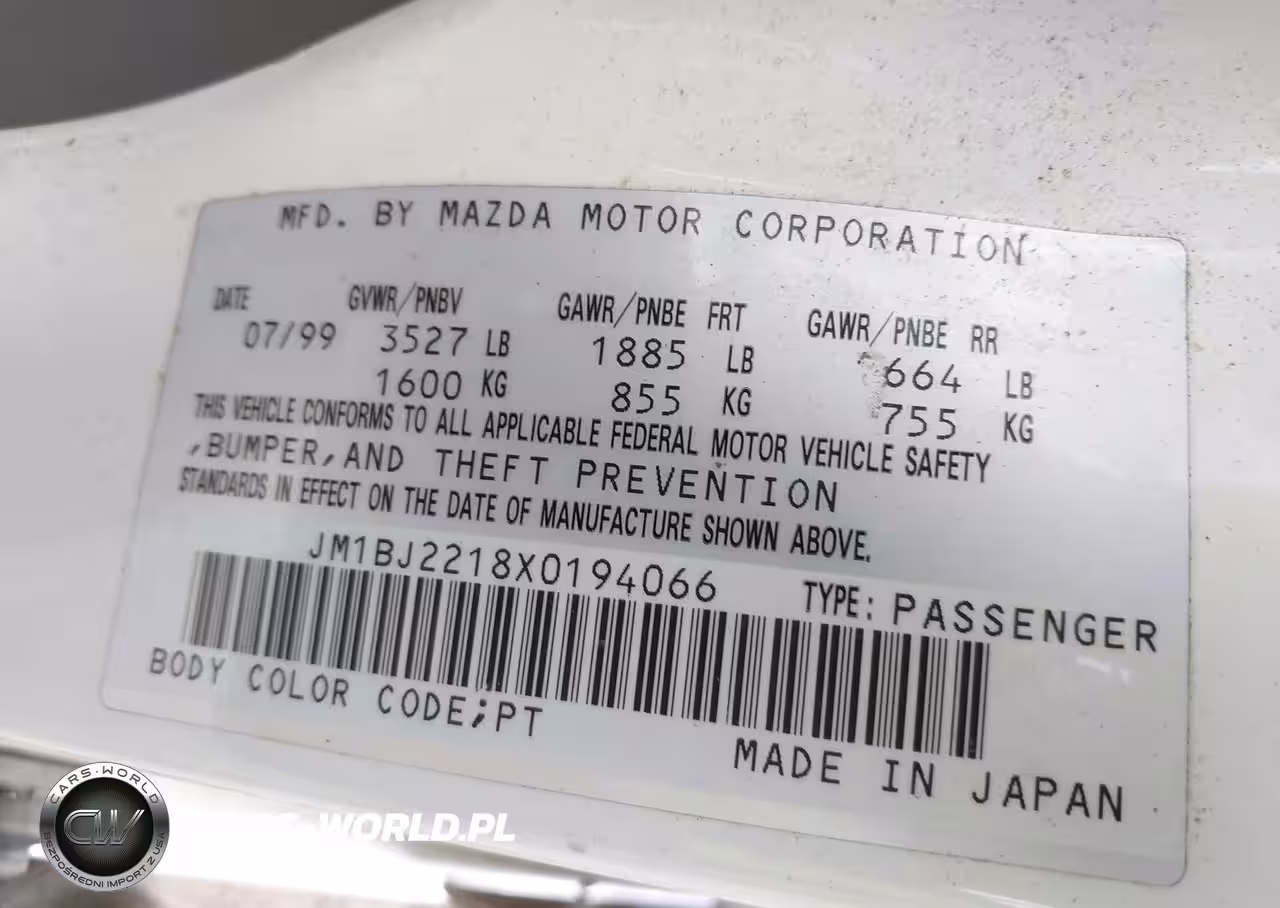 MFD. BY MAZDA MOTOR CORPORATION
DATE GVWR/PNBV GAWR/PNBE FRT GAWR/PNBE RR
07/99 3527 LB 1885 LB 664 LB
1600 KG 855 KG 755 KG
THIS VEHICLE CONFORMS TO ALL APPLICABLE FEDERAL MOTOR VEHICLE SAFETY
,BUMPER,AND THEFT PREVENTION
STANDARDS IN EFFECT ON THE DATE OF MANUFACTURE SHOWN ABOVE.
JM1BJ2218X0194066 TYPE: PASSENGER
BODY COLOR CODE;PT
MADE IN JAPAN
CARS-WORLD
CW
BEZPOŚREDNI IMPORT Z USA
-WORLD.PL